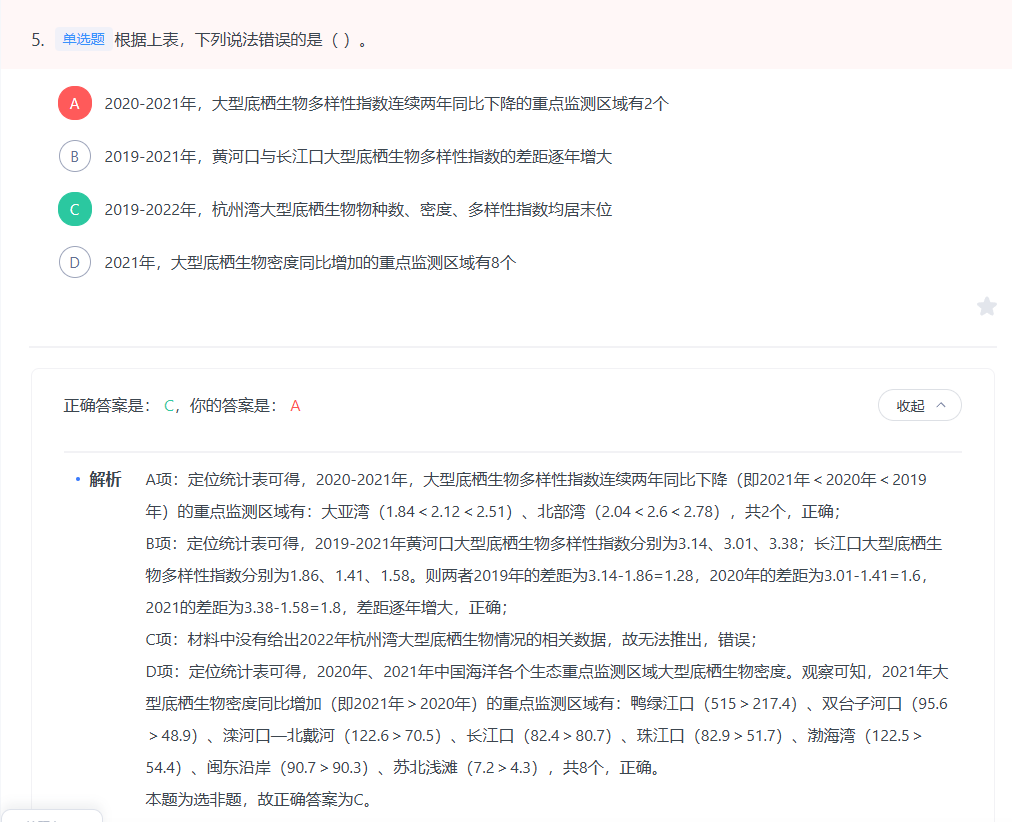 5. 单选题 根据上表，下列说法错误的是（ ）。
A 2020-2021年，大型底栖生物多样性指数连续两年同比下降的重点监测区域有2个
B 2019-2021年，黄河口与长江口大型底栖生物多样性指数的差距逐年增大
C 2019-2022年，杭州湾大型底栖生物物种数、密度、多样性指数均居末位
D 2021年，大型底栖生物密度同比增加的重点监测区域有8个
正确答案是： C，你的答案是： A
收起
解析 A项：定位统计表可得，2020-2021年，大型底栖生物多样性指数连续两年同比下降（即2021年＜2020年＜2019
年）的重点监测区域有：大亚湾（1.84＜2.12＜2.51）、北部湾（2.04＜2.6＜2.78），共2个，正确；
B项：定位统计表可得，2019-2021年黄河口大型底栖生物多样性指数分别为3.14、3.01、3.38；长江口大型底栖生
物多样性指数分别为1.86、1.41、1.58。则两者2019年的差距为3.14-1.86=1.28，2020年的差距为3.01-1.41=1.6，
2021的差距为3.38-1.58=1.8，差距逐年增大，正确；
C项：材料中没有给出2022年杭州湾大型底栖生物情况的相关数据，故无法推出，错误；
D项：定位统计表可得，2020年、2021年中国海洋各个生态重点监测区域大型底栖生物密度。观察可知，2021年大
型底栖生物密度同比增加（即2021年＞2020年）的重点监测区域有：鸭绿江口（515＞217.4）、双台子河口（95.6
＞48.9）、滦河口—北戴河（122.6＞70.5）、长江口（82.4＞80.7）、珠江口（82.9＞51.7）、渤海湾（122.5＞
54.4）、闽东沿岸（90.7＞90.3）、苏北浅滩（7.2＞4.3），共8个，正确。
本题为选非题，故正确答案为C。